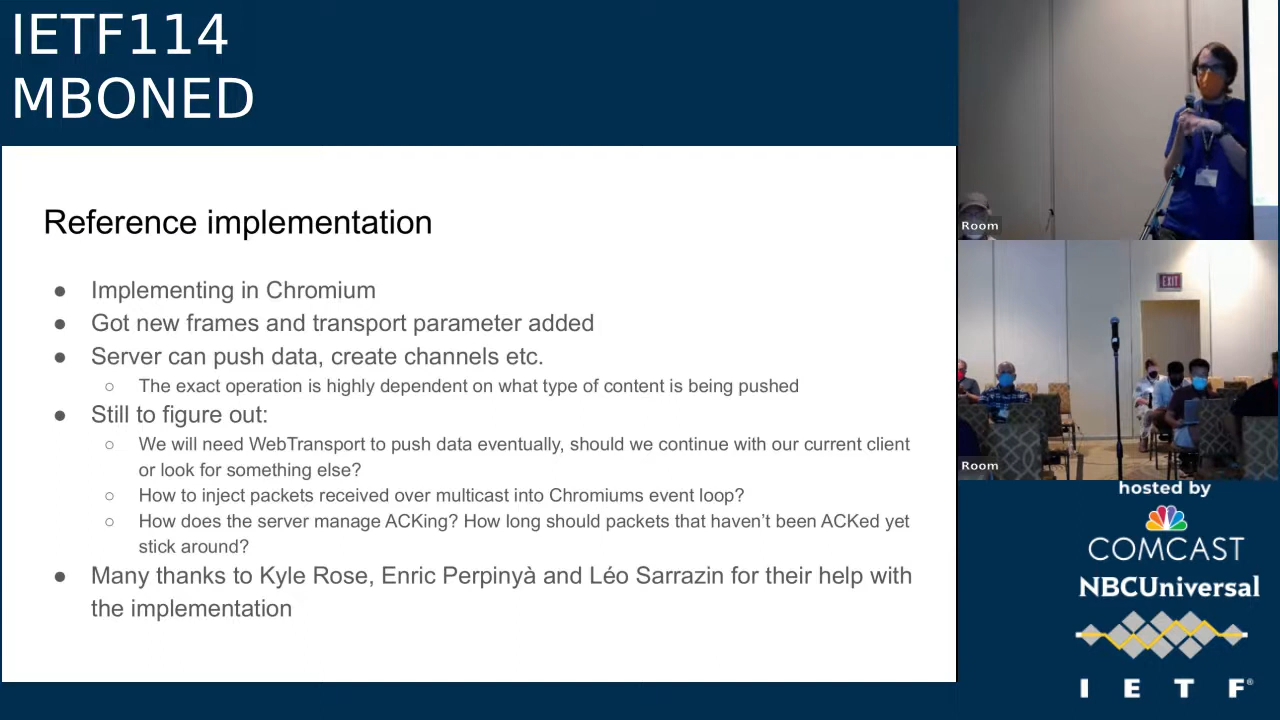 IETF114
MBONED
Reference implementation
● Implementing in Chromium
● Got new frames and transport parameter added
● Server can push data, create channels etc.
○ The exact operation is highly dependent on what type of content is being pushed
● Still to figure out:
○ We will need WebTransport to push data eventually, should we continue with our current client
or look for something else?
○ How to inject packets received over multicast into Chromiums event loop?
○ How does the server manage ACKing? How long should packets that haven’t been ACKed yet
stick around?
● Many thanks to Kyle Rose, Enric Perpinyà and Léo Sarrazin for their help with
the implementation
Room
EXIT
Room
hosted by
COMCAST
NBCUniversal
I E T F®